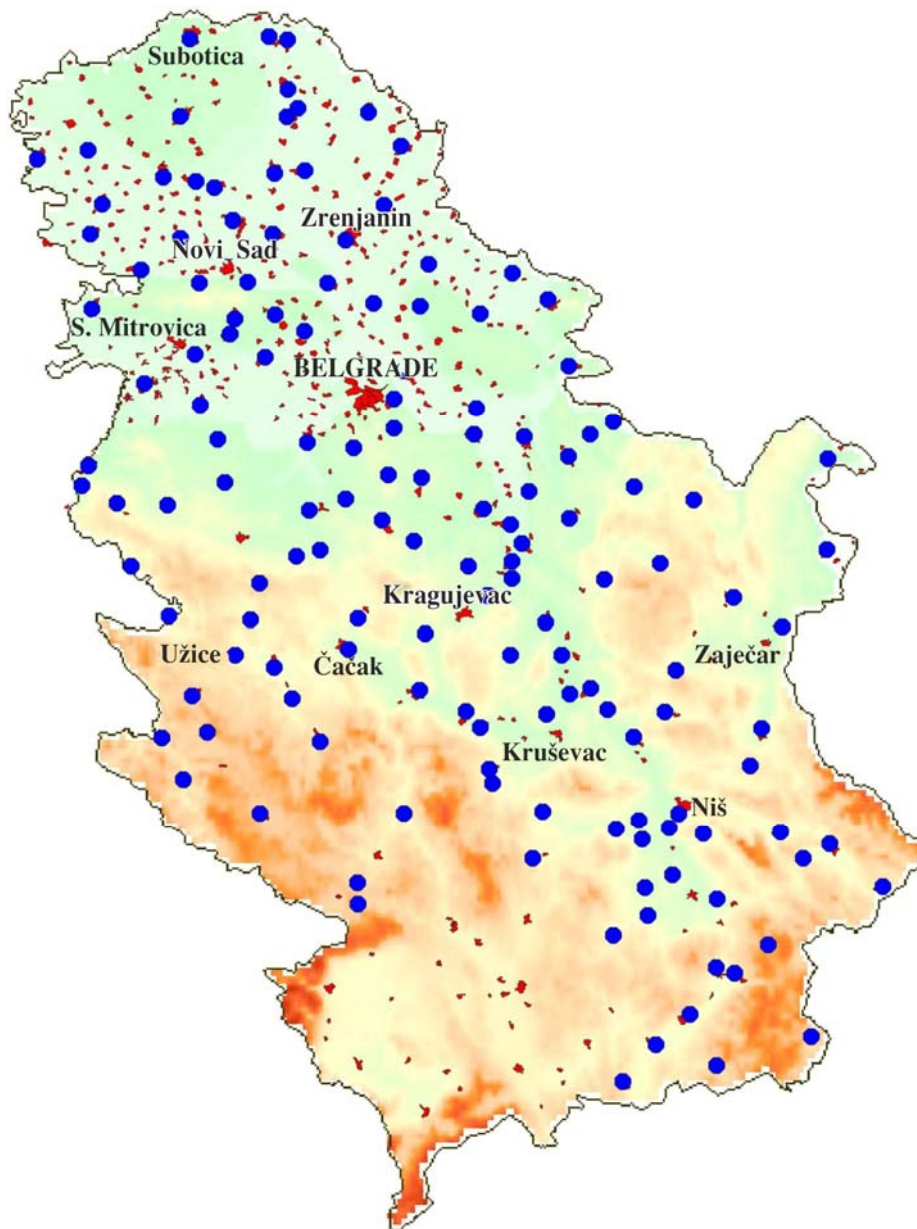 Subotica
Zrenjanin
Novi Sad
S. Mitrovica
BELGRADE
Kragujevac
Užice
Čačak
Zaječar
Kruševac
Niš